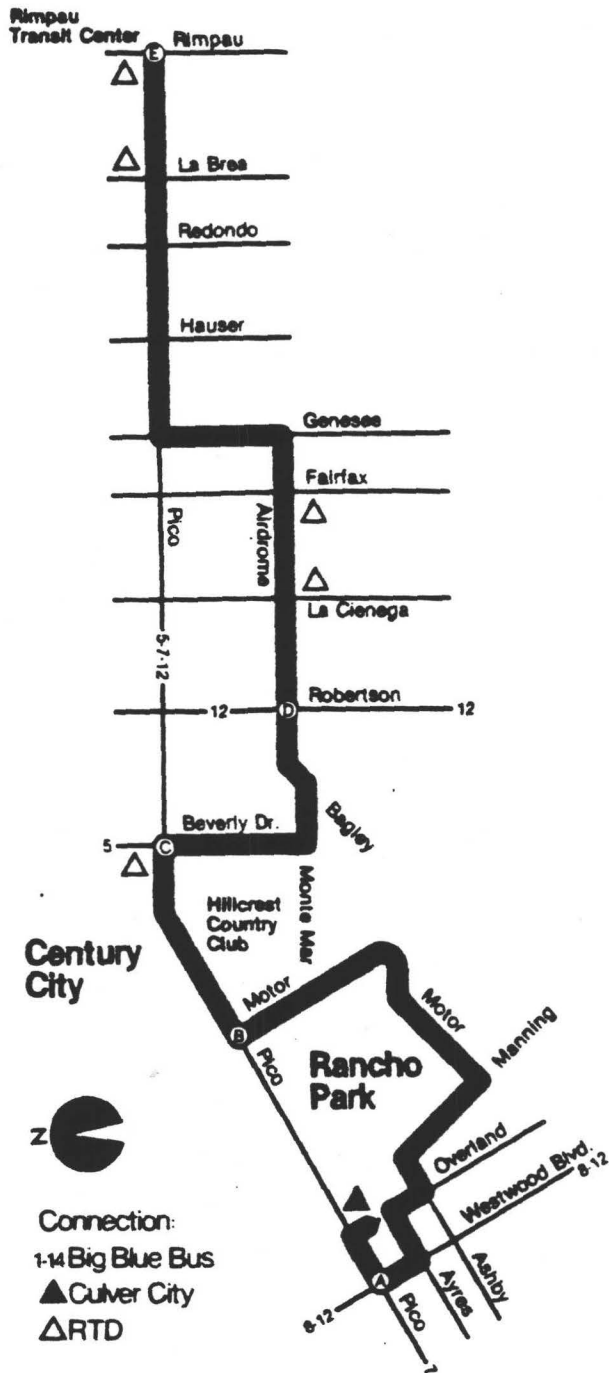 Rimpau
Transit Center
E
Rimpau
La Brea
Redondo
Hauser
Genesee
Fairfax
Pico
Airdrome
La Cienega
5-7-12
Robertson
12
D
12
Bagley
Beverly Dr.
5
C
Monte Mar
Hillcrest
Country
Club
Century
City
Motor
Motor
B
Pico
Manning
Rancho
Park
Z
Overland
Westwood Blvd.
8-12
Connection:
1-14 Big Blue Bus
Culver City
RTD
A
8-12
Pico
Ayres
Ashby
7